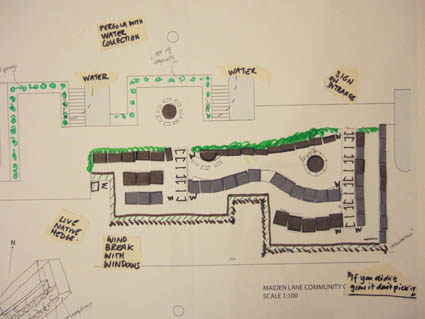 PERGOLA WITH
WATER
COLLECTION
WATER
WATER
SIGN
ON
ENTRANCE
W
W
W
W
W
LIVE
NATIVE
HEDGE.
WIND
BREAK
WITH
WINDOWS
N
MAIDEN LANE COMMUNITY
SCALE 1:100
"If you didn't
grow it don't pick it"